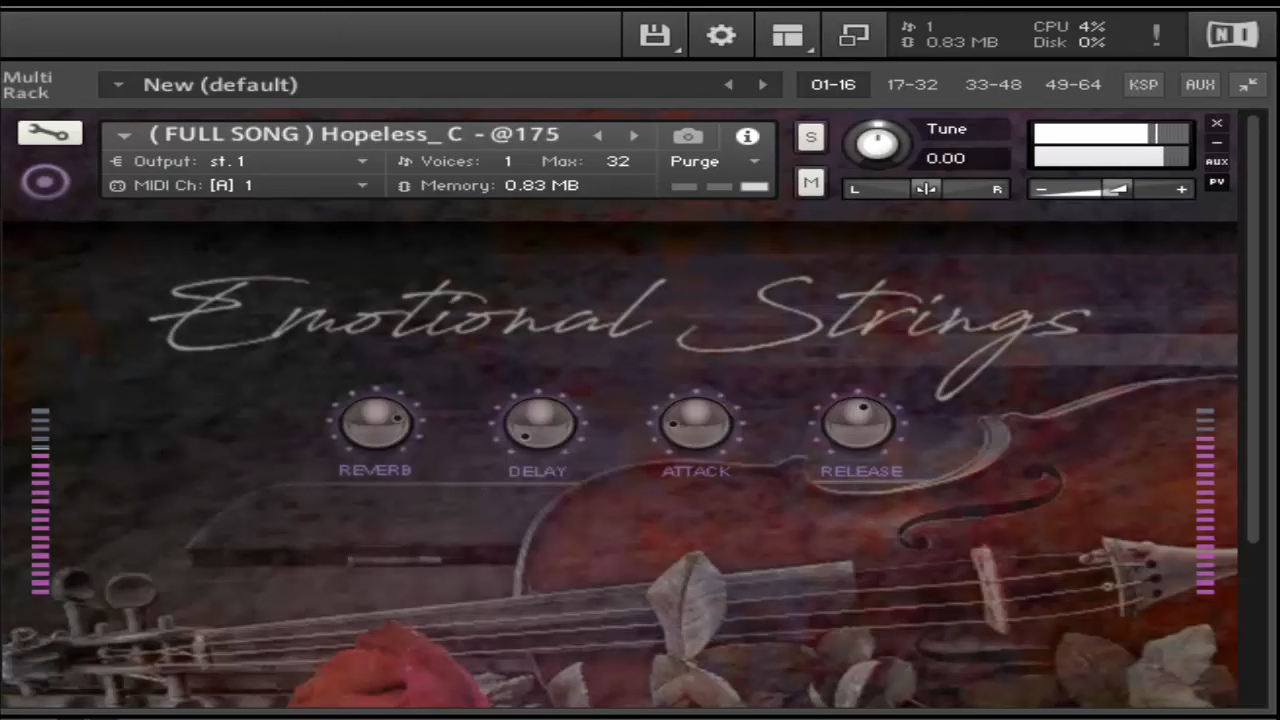 1
0.83 MB
CPU 4%
Disk 0%
!
NI
Multi
Rack
New (default)
01-16 17-32 33-48 49-64 KSP AUX
( FULL SONG ) Hopeless_ C - @175
Output: st. 1
Voices: 1 Max: 32
Purge
MIDI Ch: [A] 1
Memory: 0.83 MB
S
M
Tune
0.00
L R
− +
×
−
AUX
PV
Emotional Strings
REVERB DELAY ATTACK RELEASE